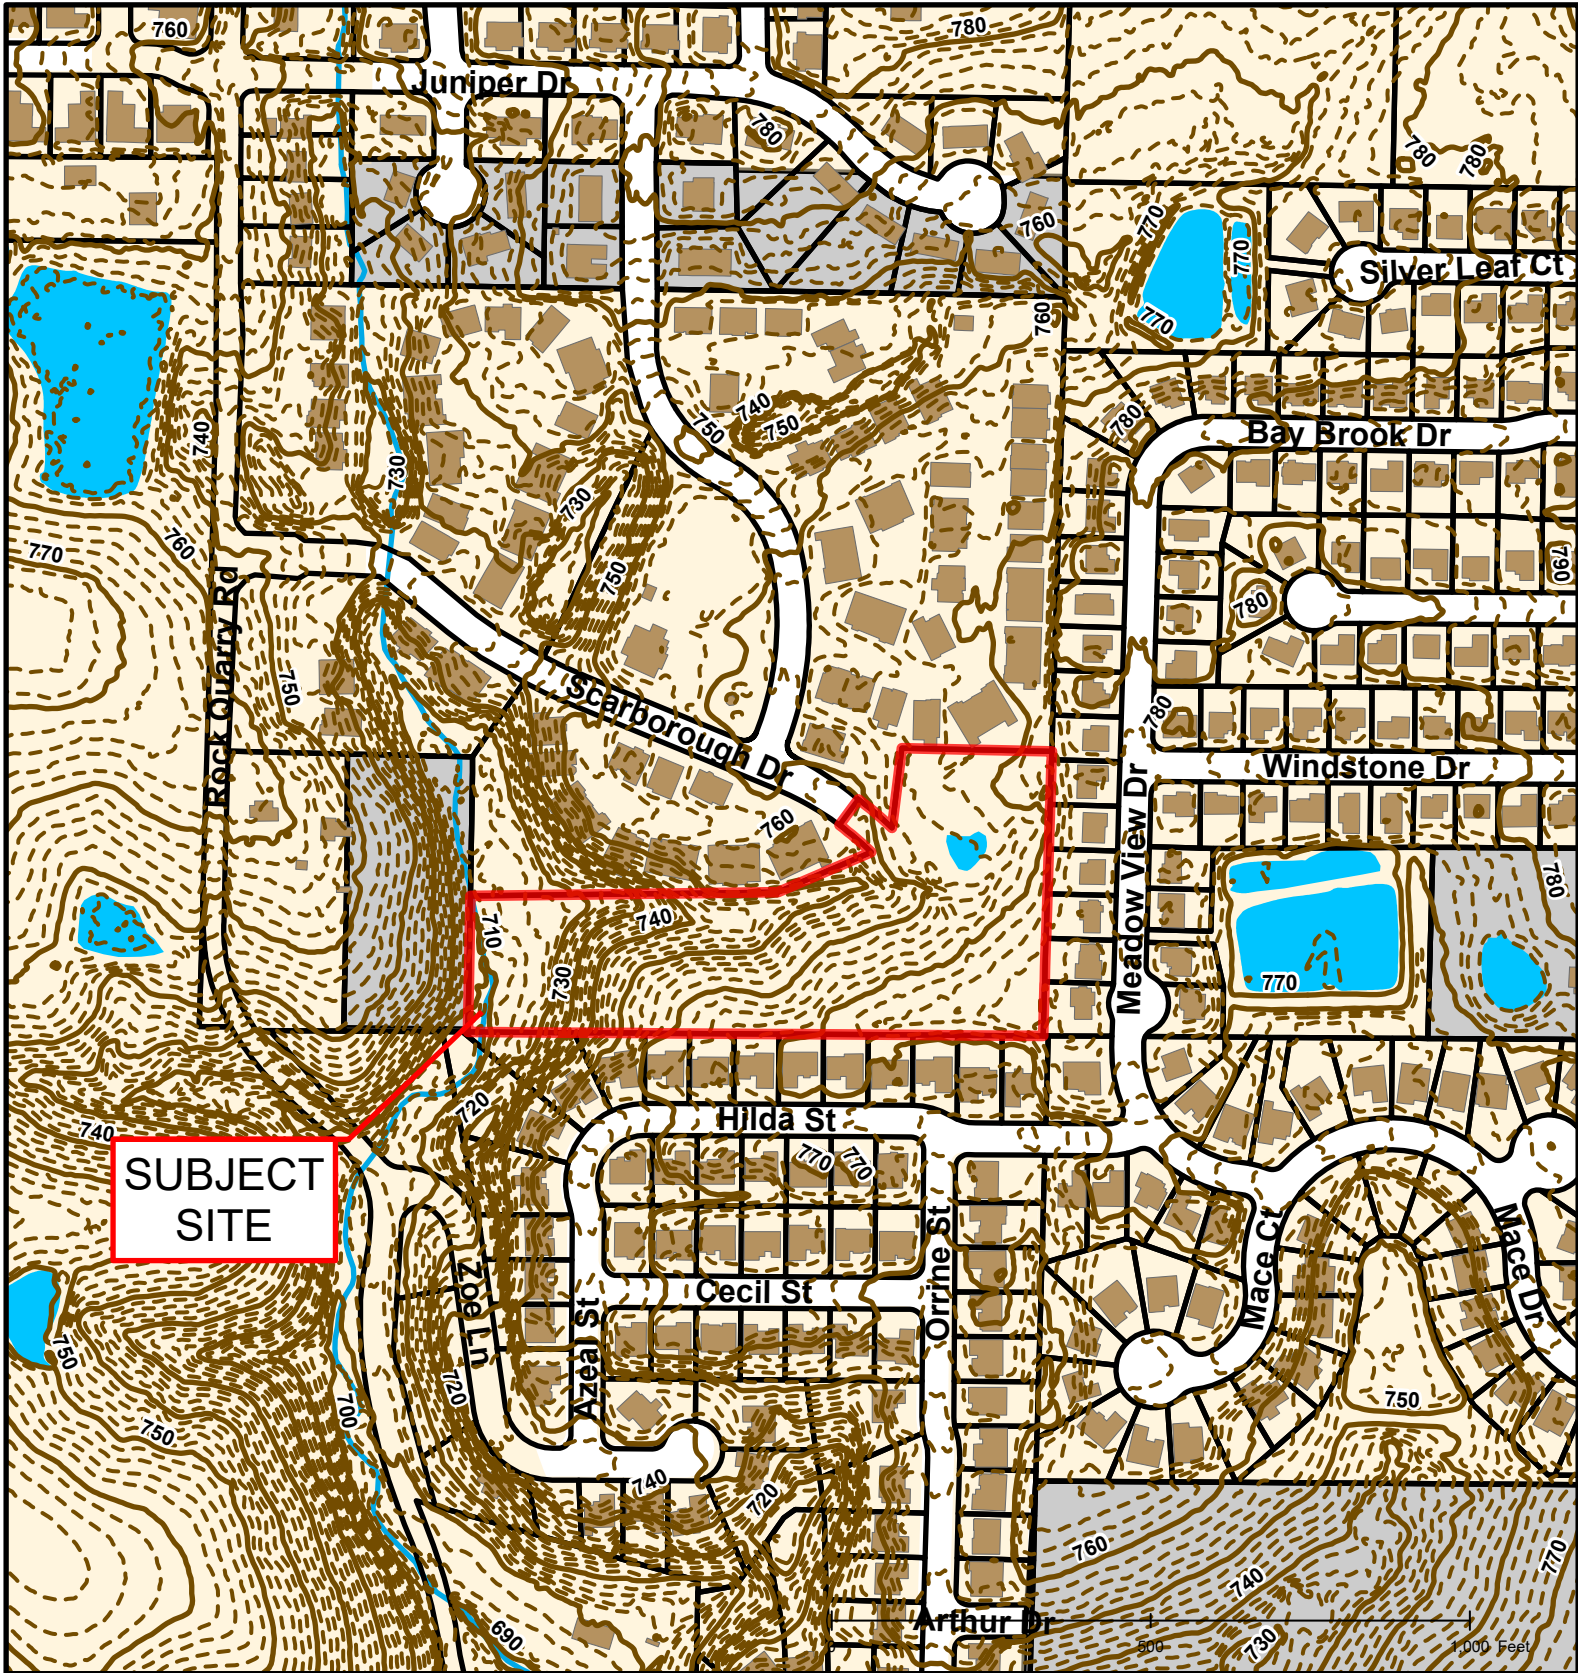 760
780
Juniper Dr
780
780
780
760
770
770
Silver Leaf Ct
770
760
740
750
750
780
Bay Brook Dr
740
730
730
760
770
750
790
780
Rock Quarry Rd
750
Scarborough Dr
780
Windstone Dr
Meadow View Dr
760
780
710
740
730
770
720
740
Hilda St
770
770
SUBJECT
SITE
Orrine St
Mace Ct
Mace Dr
Zoe Ln
Cecil St
Azeal St
750
720
700
750
750
740
720
760
740
770
690
Arthur Dr
730
0
500
1,000 Feet